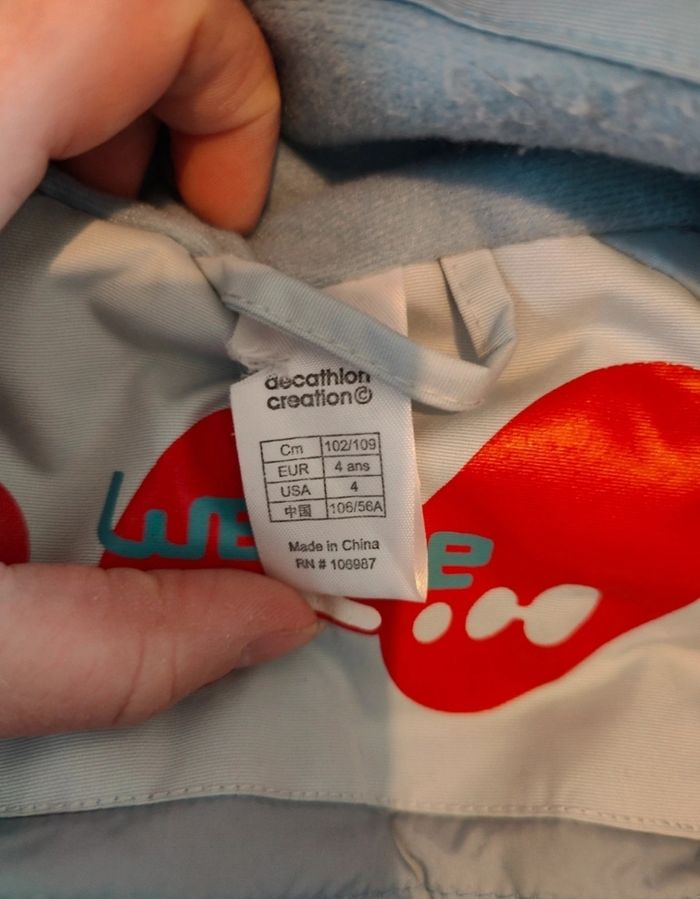 decathlon
creation©
Cm 102/109
EUR 4 ans
USA 4
中国 106/56A
Made in China
RN # 106987